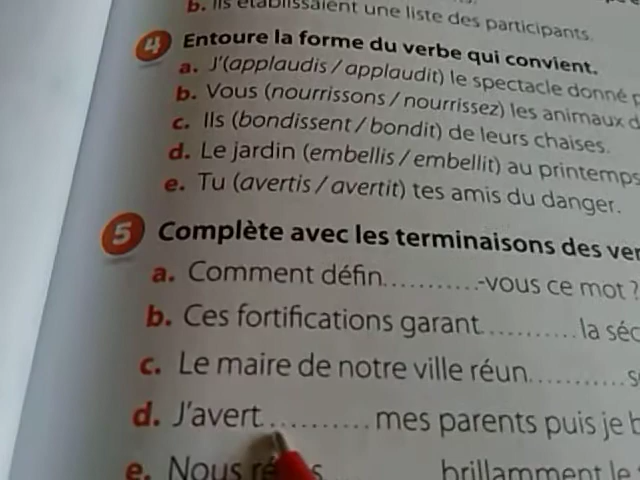 b. Ils établissaient une liste des participants.
4 Entoure la forme du verbe qui convient.
a. J'(applaudis / applaudit) le spectacle donné
b. Vous (nourrissons / nourrissez) les animaux
c. Ils (bondissent / bondit) de leurs chaises.
d. Le jardin (embellis / embellit) au printemps
e. Tu (avertis / avertit) tes amis du danger.
5 Complète avec les terminaisons des
a. Comment défin...........-vous ce mot ?
b. Ces fortifications garant........... la
c. Le maire de notre ville réun...........
d. J'avert........... mes parents puis je
e. Nous brillamment le